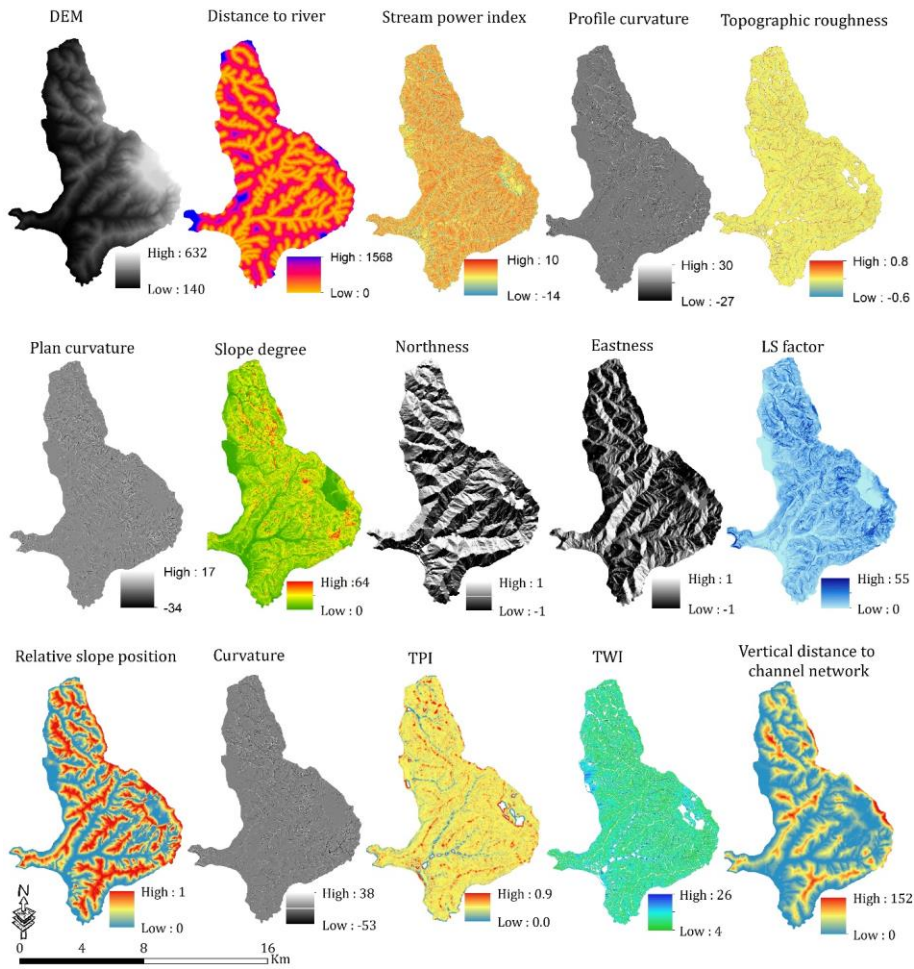 DEM
Distance to river
Stream power index
Profile curvature
Topographic roughness
High : 632
Low : 140
High : 1568
Low : 0
High : 10
Low : -14
High : 30
Low : -27
High : 0.8
Low : -0.6
Plan curvature
Slope degree
Northness
Eastness
LS factor
High : 17
-34
High :64
Low : 0
High : 1
Low : -1
High : 1
Low : -1
High : 55
Low : 0
Relative slope position
Curvature
TPI
TWI
Vertical distance to
channel network
High : 1
Low : 0
High : 38
Low : -53
High : 0.9
Low : 0.0
High : 26
Low : 4
High : 152
Low : 0
N
0 4 8 16
Km